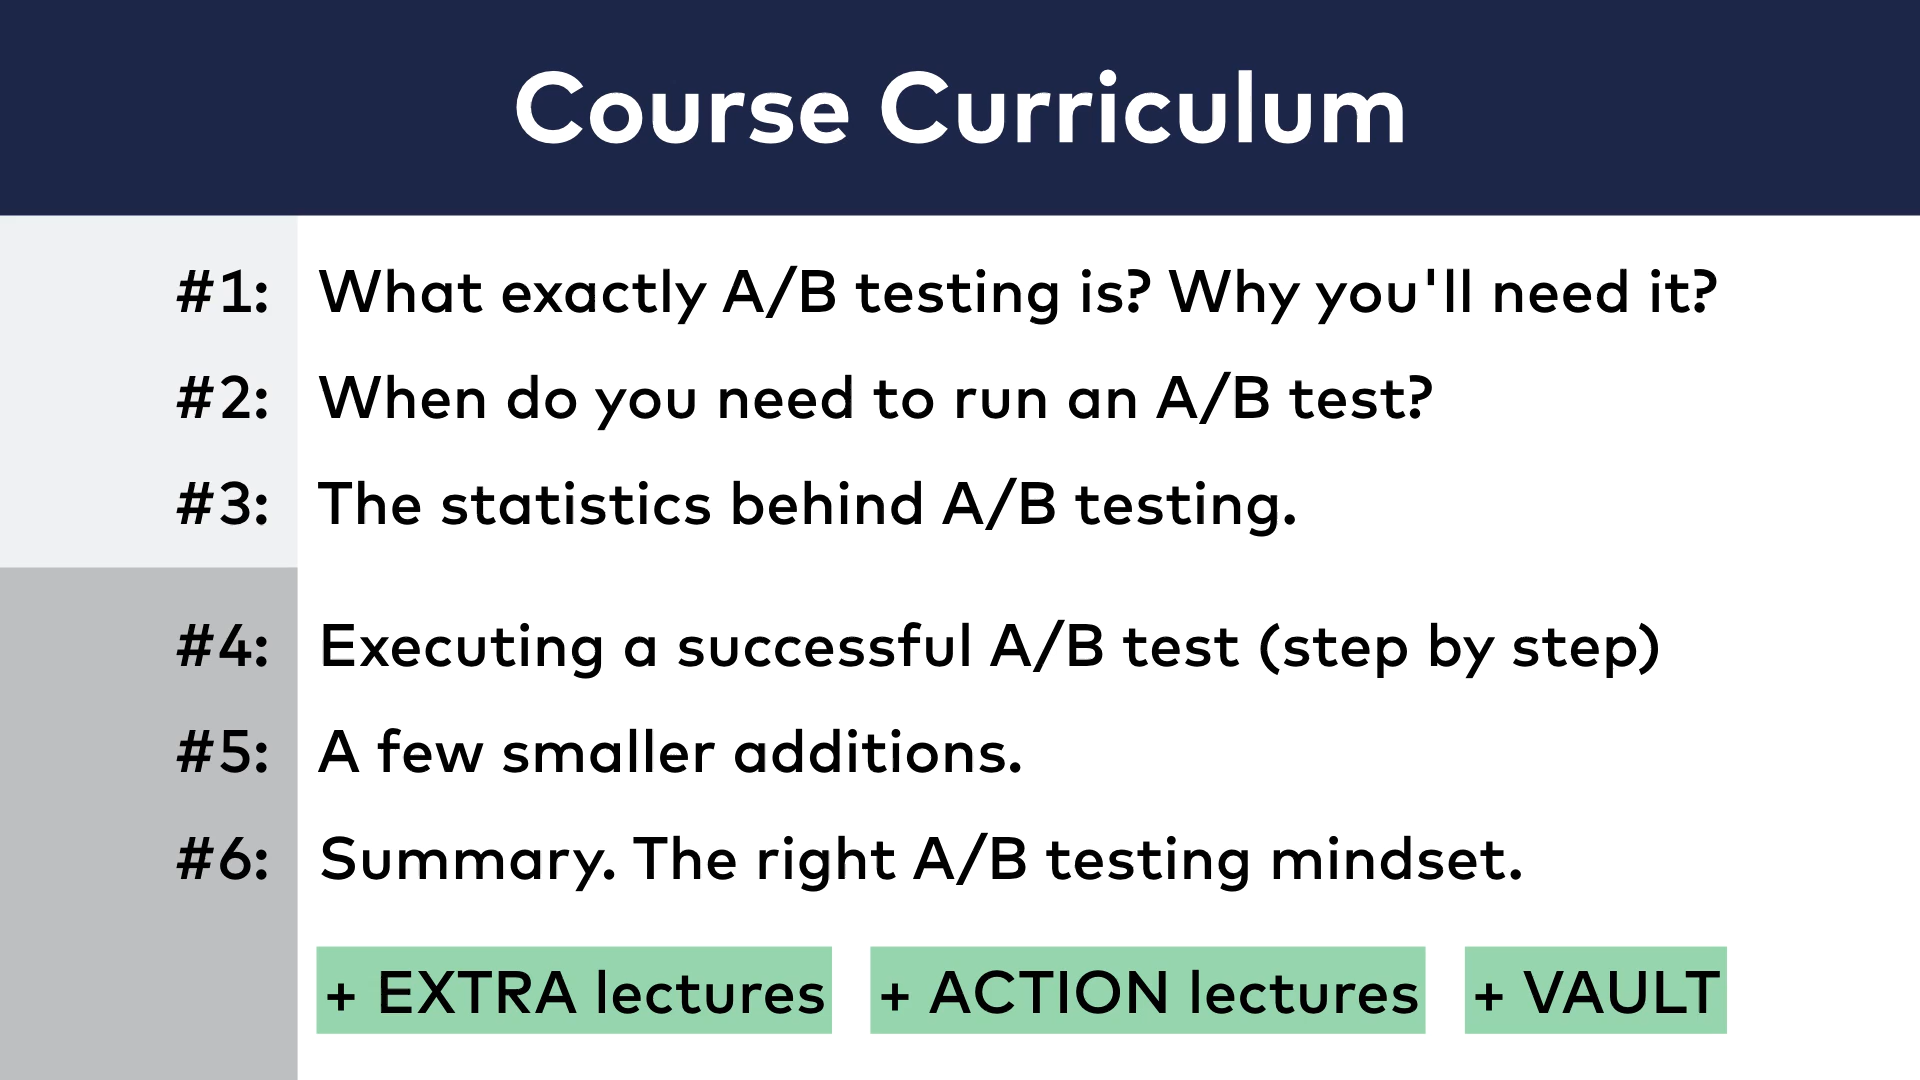 Course Curriculum
#1: What exactly A/B testing is? Why you'll need it?
#2: When do you need to run an A/B test?
#3: The statistics behind A/B testing.
#4: Executing a successful A/B test (step by step)
#5: A few smaller additions.
#6: Summary. The right A/B testing mindset.
+ EXTRA lectures + ACTION lectures + VAULT